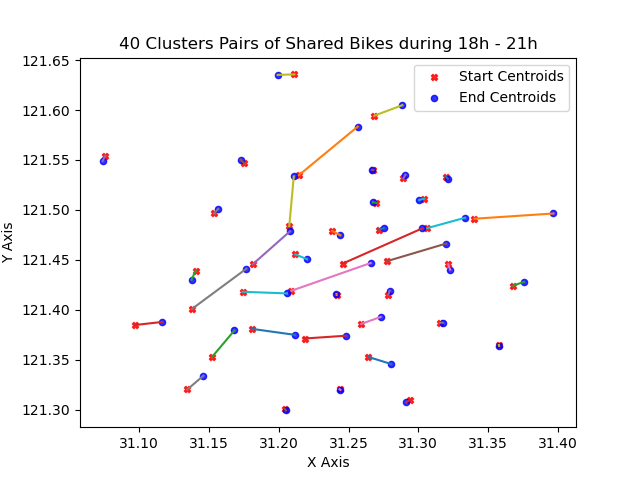 40 Clusters Pairs of Shared Bikes during 18h - 21h
Start Centroids
End Centroids
121.65
121.60
121.55
121.50
121.45
121.40
121.35
121.30
Y Axis
31.10 31.15 31.20 31.25 31.30 31.35 31.40
X Axis